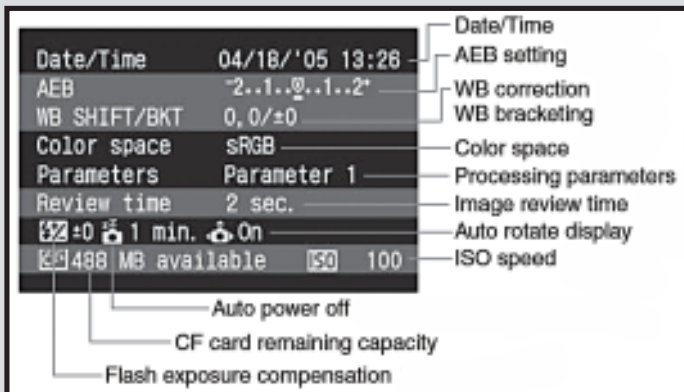 Date/Time 04/18/'05 13:26
AEB -2..1..0..1..2+
WB SHIFT/BKT 0,0/±0
Color space sRGB
Parameters Parameter 1
Review time 2 sec.
±0 1 min. On
488 MB available ISO 100
Date/Time
AEB setting
WB correction
WB bracketing
Color space
Processing parameters
Image review time
Auto rotate display
ISO speed
Auto power off
CF card remaining capacity
Flash exposure compensation